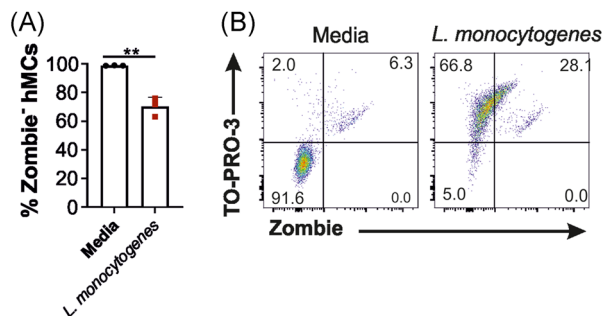 (A)
**
% Zombie⁻ hMCs
100
80
60
40
20
0
Media
L. monocytogenes
(B)
Media
L. monocytogenes
TO-PRO-3
2.0 6.3
91.6 0.0
66.8 28.1
5.0 0.0
Zombie